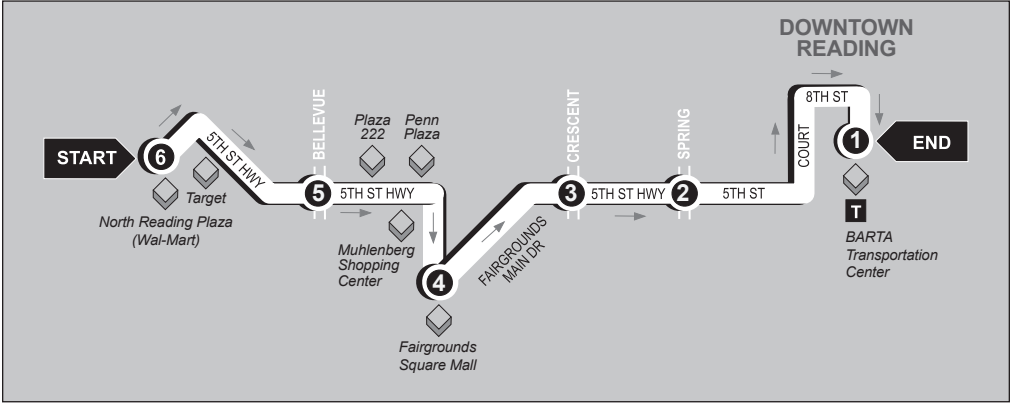 DOWNTOWN
READING
8TH ST
START
6
5TH ST HWY
BELLEVUE
Plaza
222
Penn
Plaza
CRESCENT
SPRING
COURT
1
END
Target
North Reading Plaza
(Wal-Mart)
5
5TH ST HWY
3
5TH ST HWY
2
5TH ST
T
BARTA
Transportation
Center
Muhlenberg
Shopping
Center
4
FAIRGROUNDS
MAIN DR
Fairgrounds
Square Mall